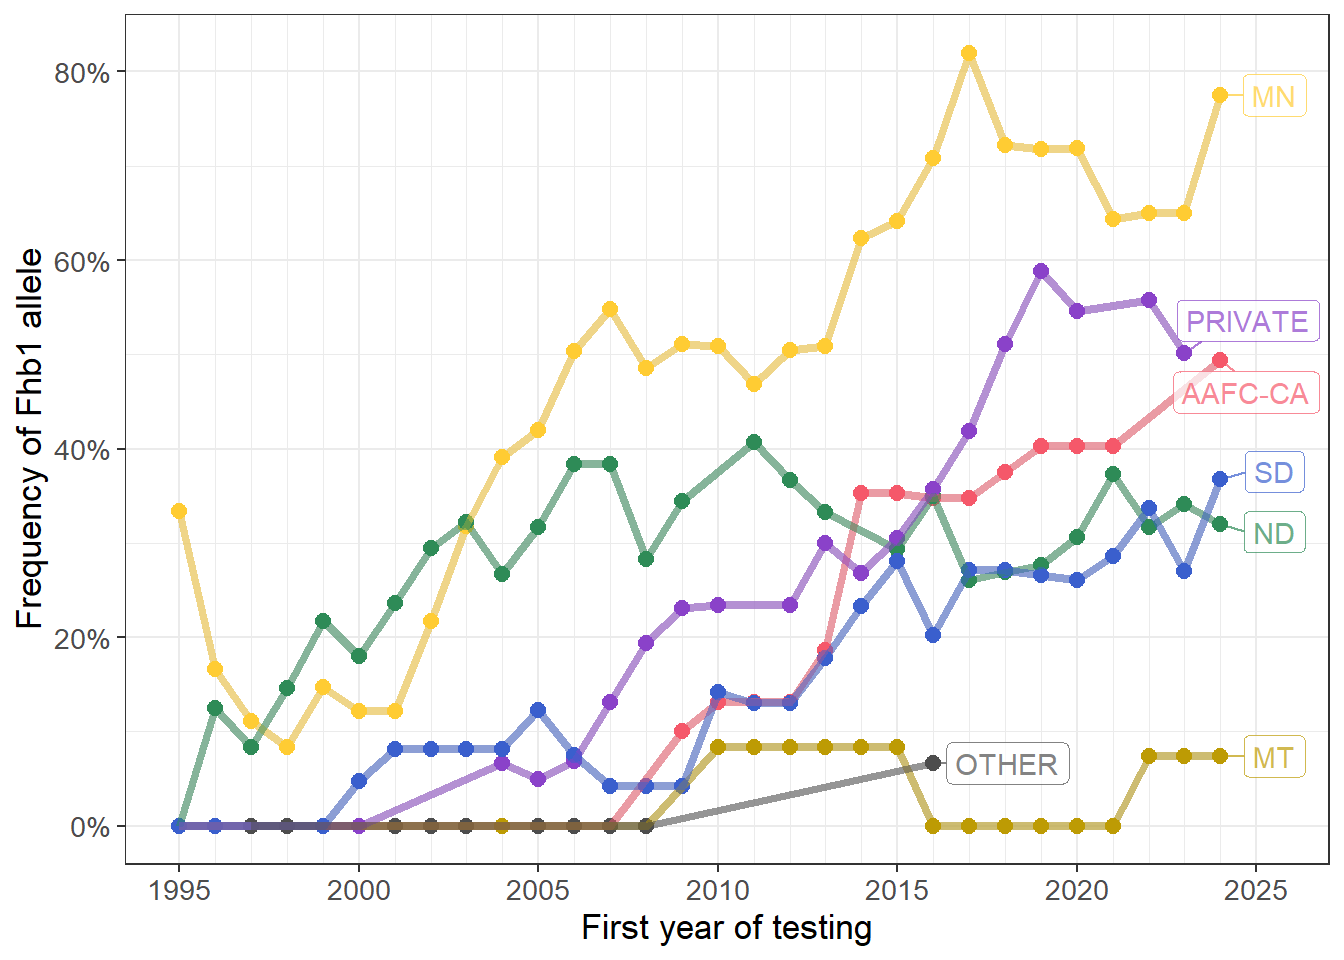 Frequency of Fhb1 allele
80%
60%
40%
20%
0%
MN
PRIVATE
AAFC-CA
SD
ND
OTHER
MT
1995 2000 2005 2010 2015 2020 2025
First year of testing